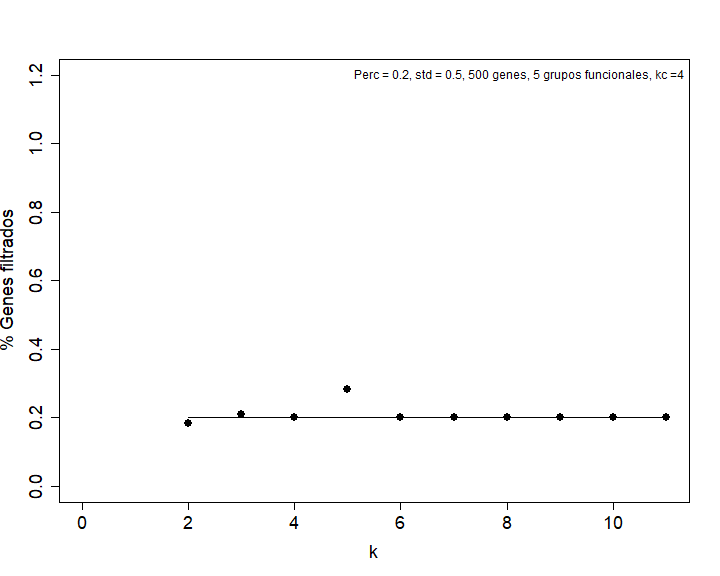 Perc = 0.2, std = 0.5, 500 genes, 5 grupos funcionales, kc =4
% Genes filtrados
1.2
1.0
0.8
0.6
0.4
0.2
0.0
0 2 4 6 8 10
k